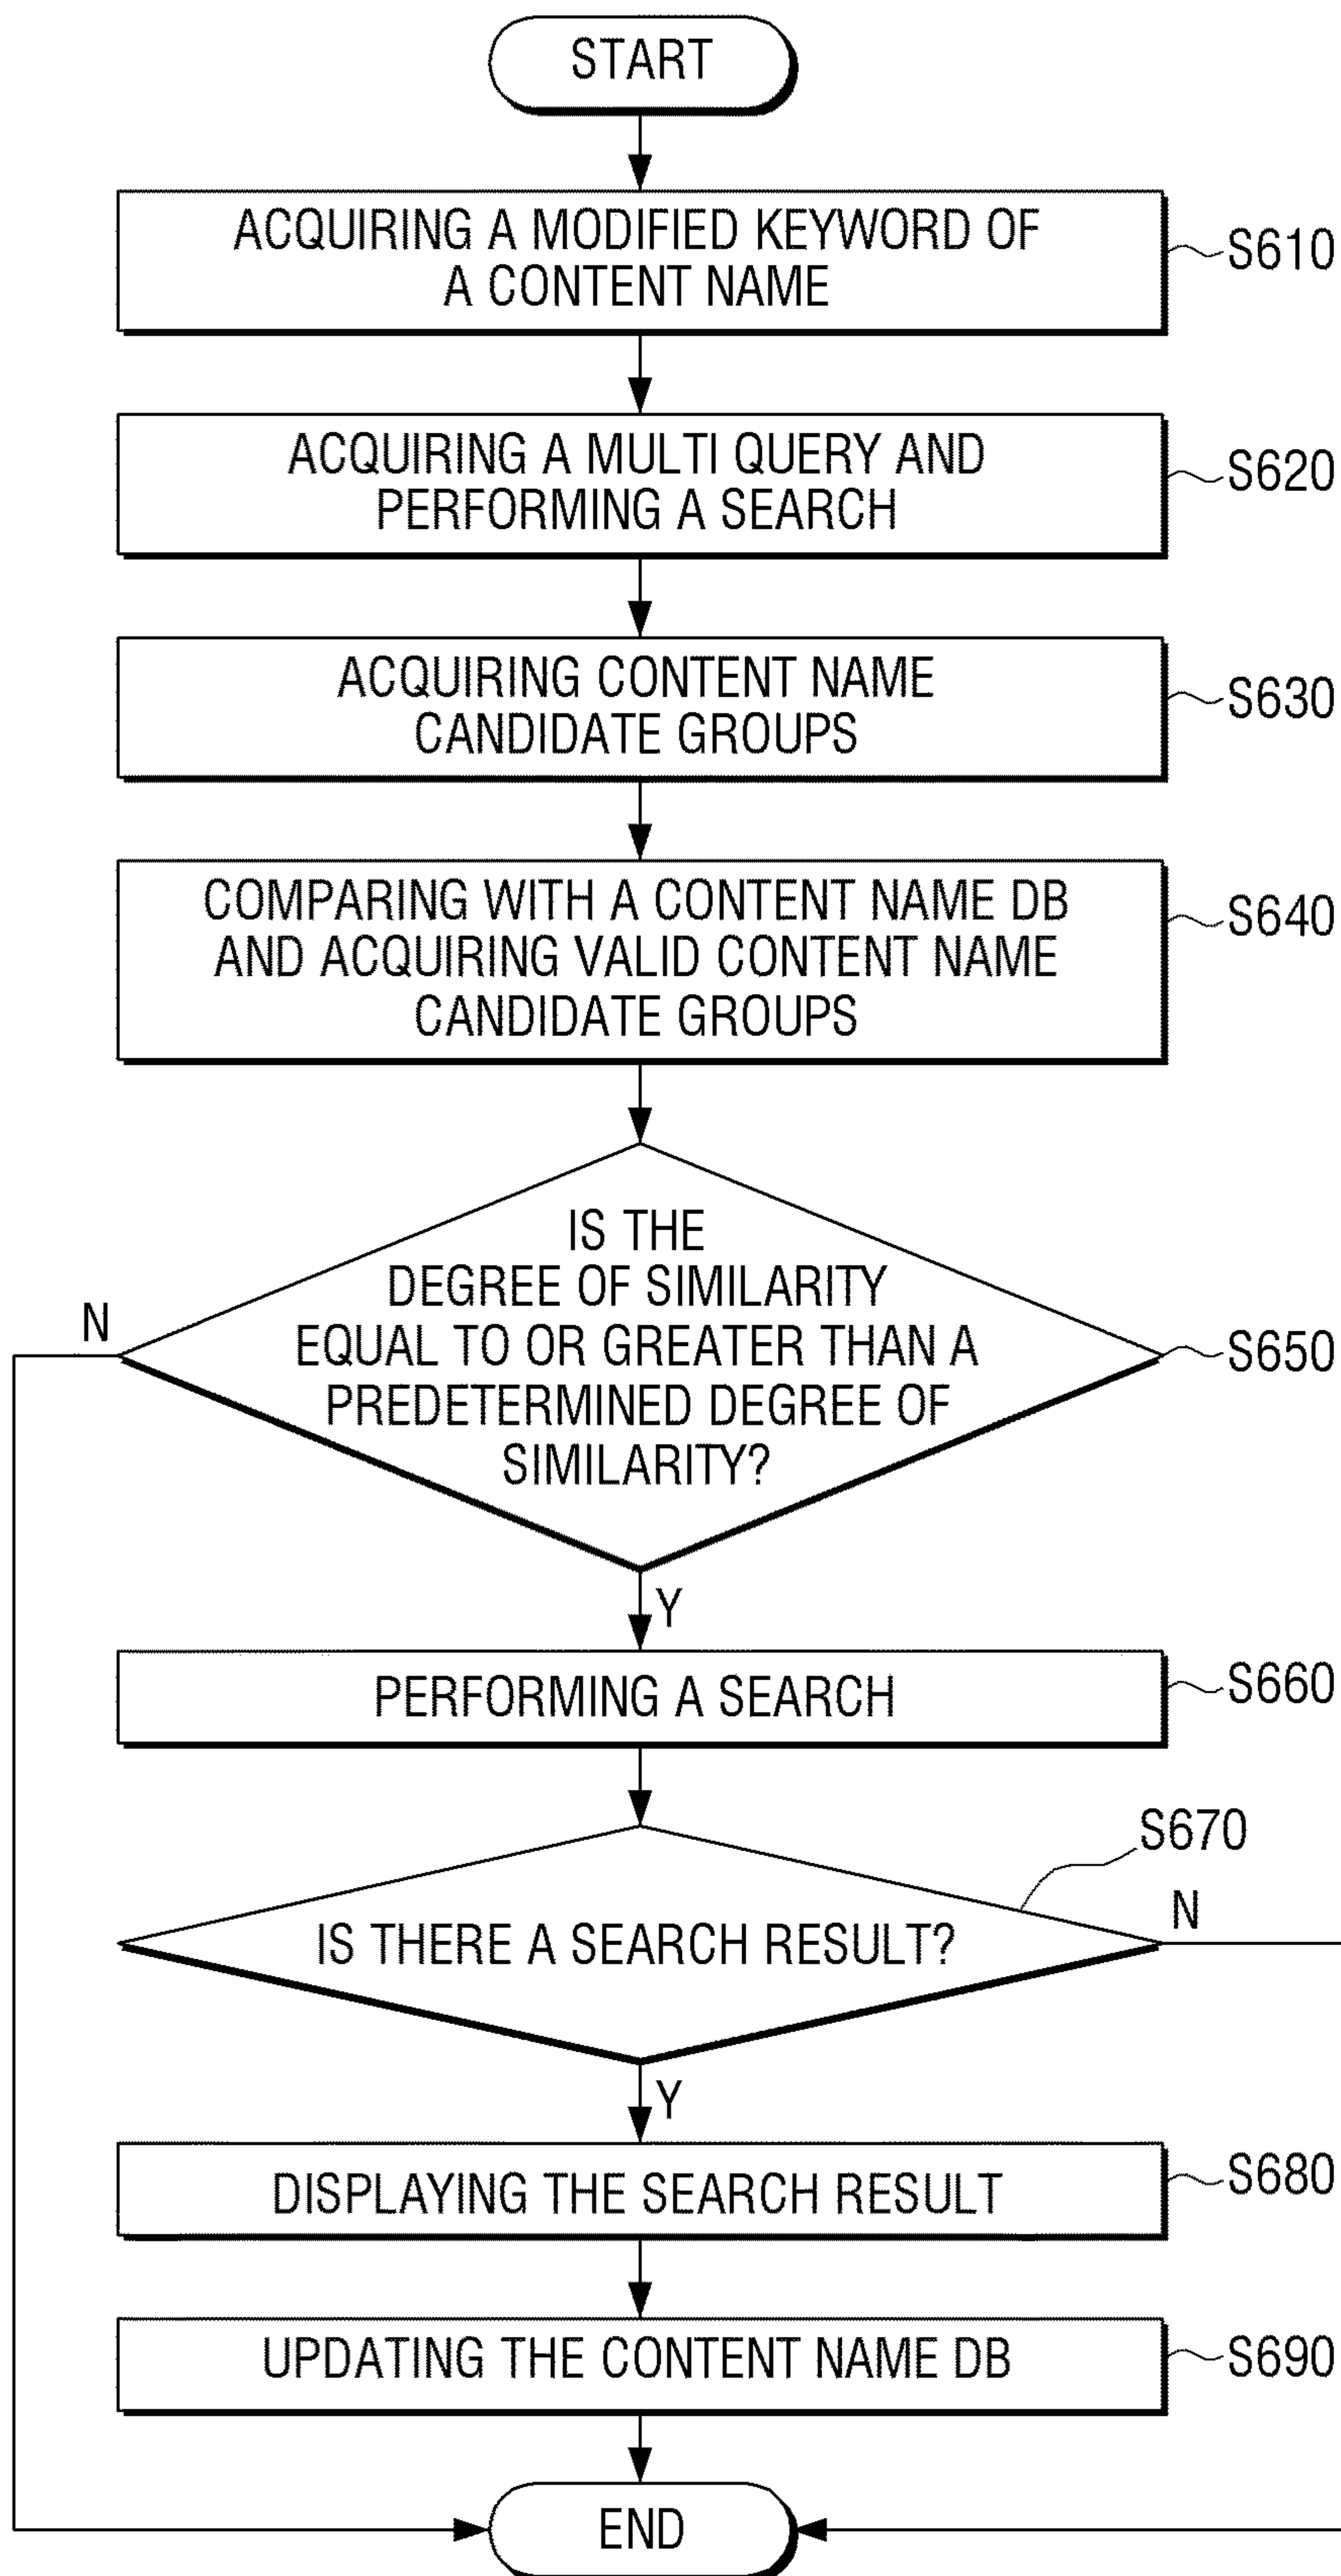 START
ACQUIRING A MODIFIED KEYWORD OF
A CONTENT NAME
S610
ACQUIRING A MULTI QUERY AND
PERFORMING A SEARCH
S620
ACQUIRING CONTENT NAME
CANDIDATE GROUPS
S630
COMPARING WITH A CONTENT NAME DB
AND ACQUIRING VALID CONTENT NAME
CANDIDATE GROUPS
S640
IS THE
DEGREE OF SIMILARITY
EQUAL TO OR GREATER THAN A
PREDETERMINED DEGREE OF
SIMILARITY?
N
S650
Y
PERFORMING A SEARCH
S660
S670
IS THERE A SEARCH RESULT?
N
Y
DISPLAYING THE SEARCH RESULT
S680
UPDATING THE CONTENT NAME DB
S690
END